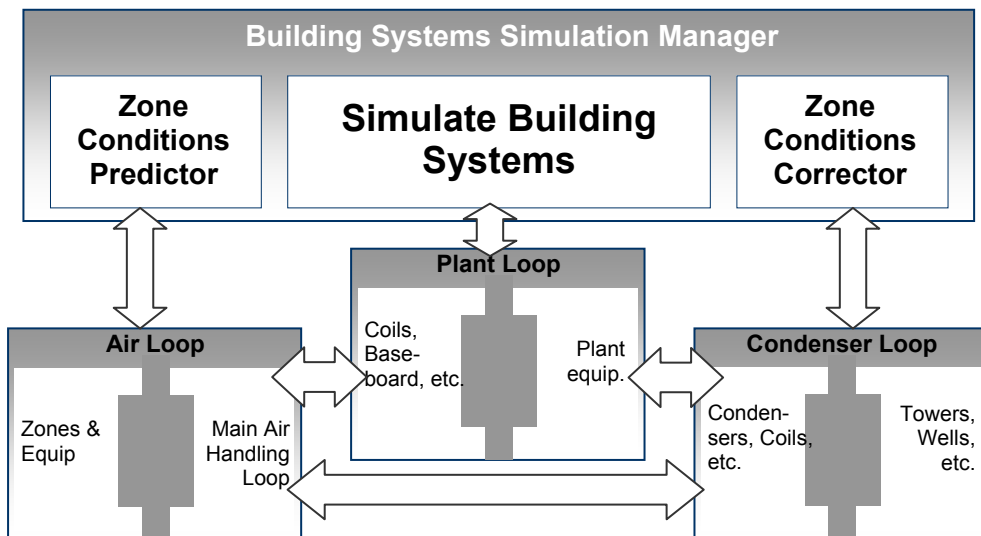 Building Systems Simulation Manager
Zone
Conditions
Predictor
Simulate Building
Systems
Zone
Conditions
Corrector
Plant Loop
Coils,
Base-
board, etc.
Plant
equip.
Air Loop
Zones &
Equip
Main Air
Handling
Loop
Condenser Loop
Conden-
sers, Coils,
etc.
Towers,
Wells,
etc.